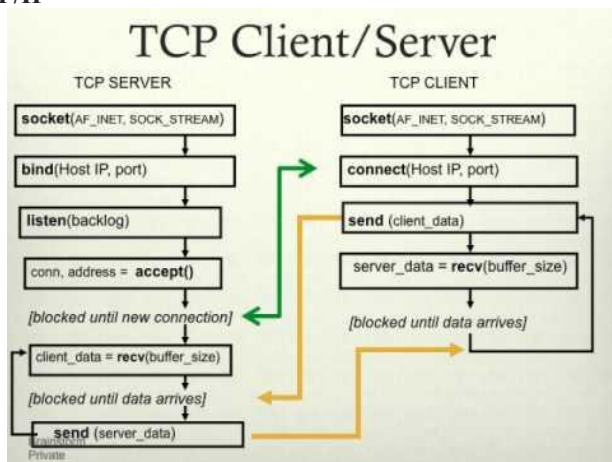 TCP Client/Server
TCP SERVER
socket(AF_INET, SOCK_STREAM)
bind(Host IP, port)
listen(backlog)
conn, address = accept()
[blocked until new connection]
client_data = recv(buffer_size)
[blocked until data arrives]
send (server_data)
Brainstorm
Private
TCP CLIENT
socket(AF_INET, SOCK_STREAM)
connect(Host IP, port)
send (client_data)
server_data = recv(buffer_size)
[blocked until data arrives]